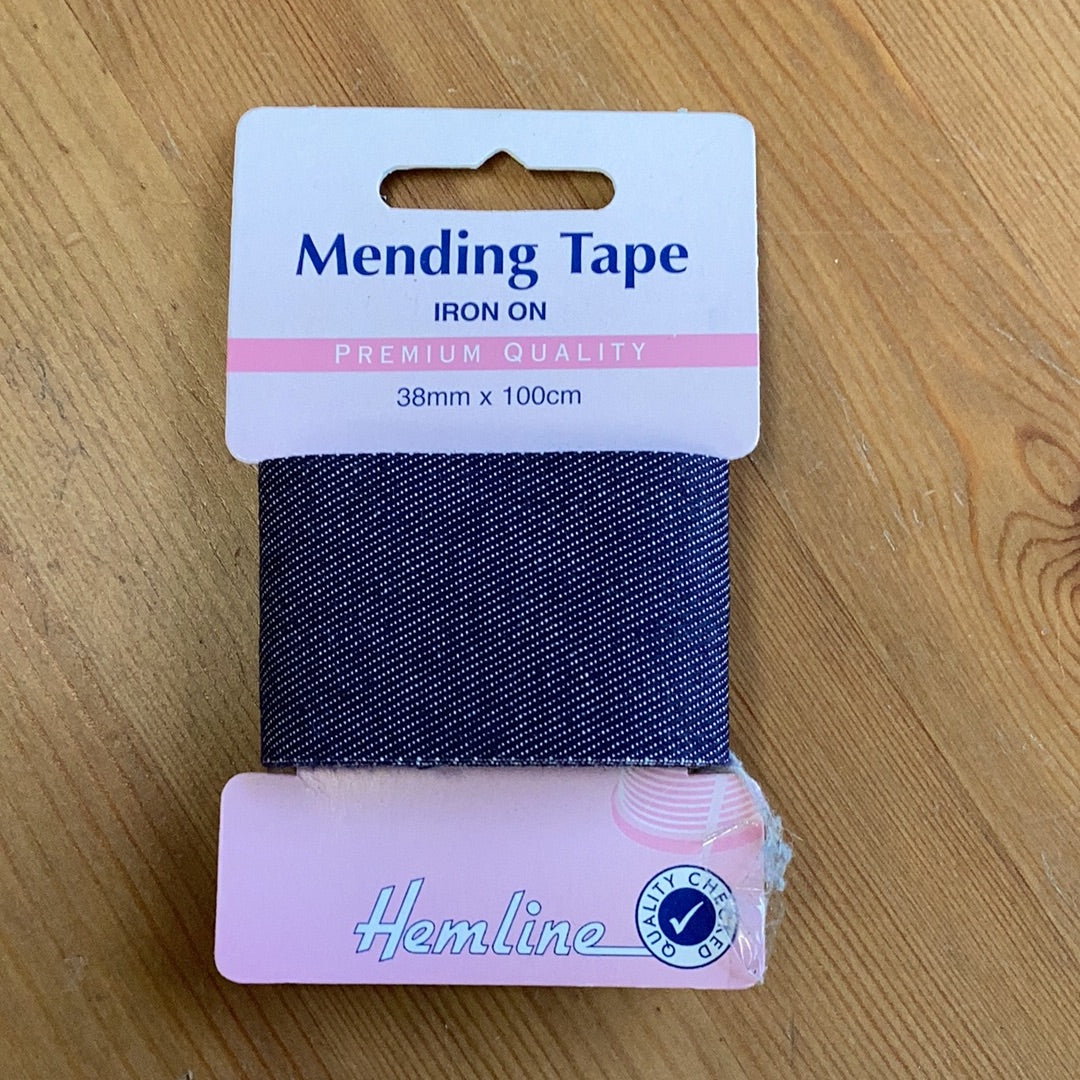 Mending Tape
IRON ON
PREMIUM QUALITY
38mm x 100cm
Hemline
QUALITY CHECKED